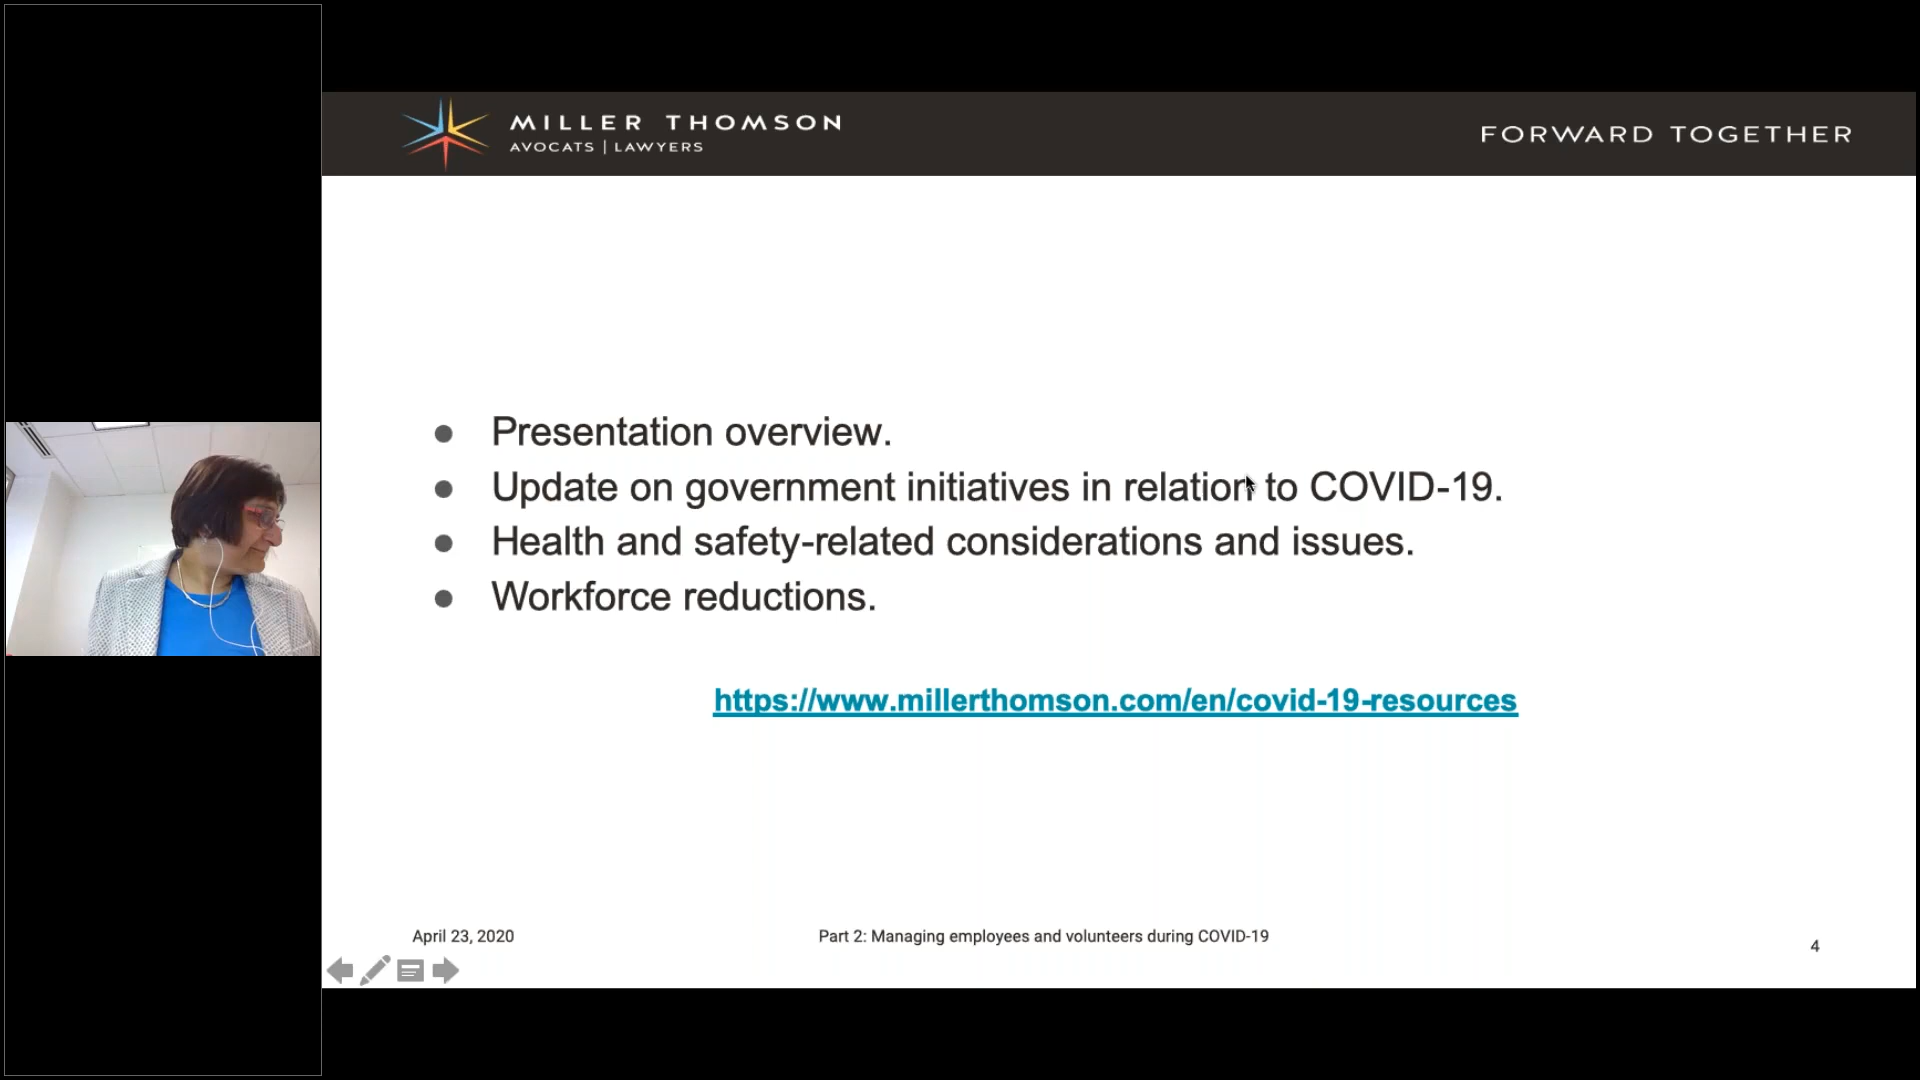 MILLER THOMSON
AVOCATS | LAWYERS
FORWARD TOGETHER
● Presentation overview.
● Update on government initiatives in relation to COVID-19.
● Health and safety-related considerations and issues.
● Workforce reductions.
https://www.millerthomson.com/en/covid-19-resources
April 23, 2020
Part 2: Managing employees and volunteers during COVID-19
4